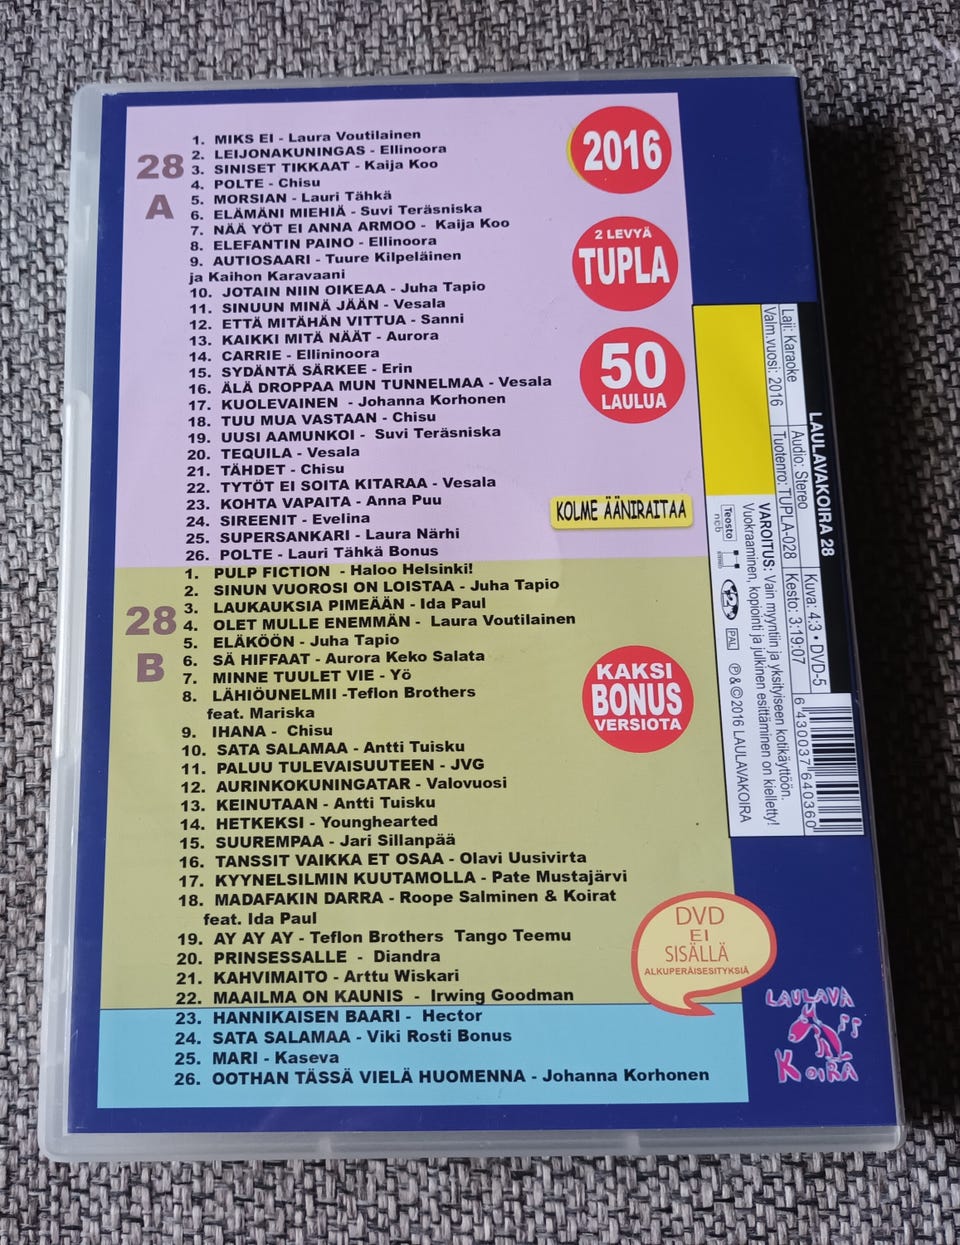 28
A
1. MIKS EI - Laura Voutilainen
2. LEIJONAKUNINGAS - Ellinoora
3. SINISET TIKKAAT - Kaija Koo
4. POLTE - Chisu
5. MORSIAN - Lauri Tähkä
6. ELÄMÄNI MIEHIÄ - Suvi Teräsniska
7. NÄÄ YÖT EI ANNA ARMOO - Kaija Koo
8. ELEFANTIN PAINO - Ellinoora
9. AUTIOSAARI - Tuure Kilpeläinen
ja Kaihon Karavaani
10. JOTAIN NIIN OIKEAA - Juha Tapio
11. SINUUN MINÄ JÄÄN - Vesala
12. ETTÄ MITÄHÄN VITTUA - Sanni
13. KAIKKI MITÄ NÄÄT - Aurora
14. CARRIE - Ellininoora
15. SYDÄNTÄ SÄRKEE - Erin
16. ÄLÄ DROPPAA MUN TUNNELMAA - Vesala
17. KUOLEVAINEN - Johanna Korhonen
18. TUU MUA VASTAAN - Chisu
19. UUSI AAMUNKOI - Suvi Teräsniska
20. TEQUILA - Vesala
21. TÄHDET - Chisu
22. TYTÖT EI SOITA KITARAA - Vesala
23. KOHTA VAPAITA - Anna Puu
24. SIREENIT - Evelina
25. SUPERSANKARI - Laura Närhi
26. POLTE - Lauri Tähkä Bonus
28
B
1. PULP FICTION - Haloo Helsinki!
2. SINUN VUOROSI ON LOISTAA - Juha Tapio
3. LAUKAUKSIA PIMEÄÄN - Ida Paul
4. OLET MULLE ENEMMÄN - Laura Voutilainen
5. ELÄKÖÖN - Juha Tapio
6. SÄ HIFFAAT - Aurora Keko Salata
7. MINNE TUULET VIE - Yö
8. LÄHIÖUNELMII -Teflon Brothers
feat. Mariska
9. IHANA - Chisu
10. SATA SALAMAA - Antti Tuisku
11. PALUU TULEVAISUUTEEN - JVG
12. AURINKOKUNINGATAR - Valovuosi
13. KEINUTAAN - Antti Tuisku
14. HETKEKSI - Younghearted
15. SUUREMPAA - Jari Sillanpää
16. TANSSIT VAIKKA ET OSAA - Olavi Uusivirta
17. KYYNELSILMIN KUUTAMOLLA - Pate Mustajärvi
18. MADAFAKIN DARRA - Roope Salminen & Koirat
feat. Ida Paul
19. AY AY AY - Teflon Brothers Tango Teemu
20. PRINSESSALLE - Diandra
21. KAHVIMAITO - Arttu Wiskari
22. MAAILMA ON KAUNIS - Irwing Goodman
23. HANNIKAISEN BAARI - Hector
24. SATA SALAMAA - Viki Rosti Bonus
25. MARI - Kaseva
26. OOTHAN TÄSSÄ VIELÄ HUOMENNA - Johanna Korhonen
2016
2 LEVYÄ
TUPLA
50
LAULUA
KOLME ÄÄNIRAITAA
KAKSI
BONUS
VERSIOTA
DVD
EI
SISÄLLÄ
ALKUPERÄISESITYKSIÄ
LAULAVA
KOIRA
LAULAVAKOIRA 28
Laji: Karaoke
Audio: Stereo
Kuva: 4:3 • DVD-5
Valm.vuosi: 2016
Tuotenro: TUPLA-028
Kesto: 3:19:07
VAROITUS: Vain myyntiin ja yksityiseen kotikäyttöön.
Vuokraaminen, kopiointi ja julkinen esittäminen on kielletty!
Teosto
ncb
2
PAL
℗ & © 2016 LAULAVAKOIRA
6 430037 640360